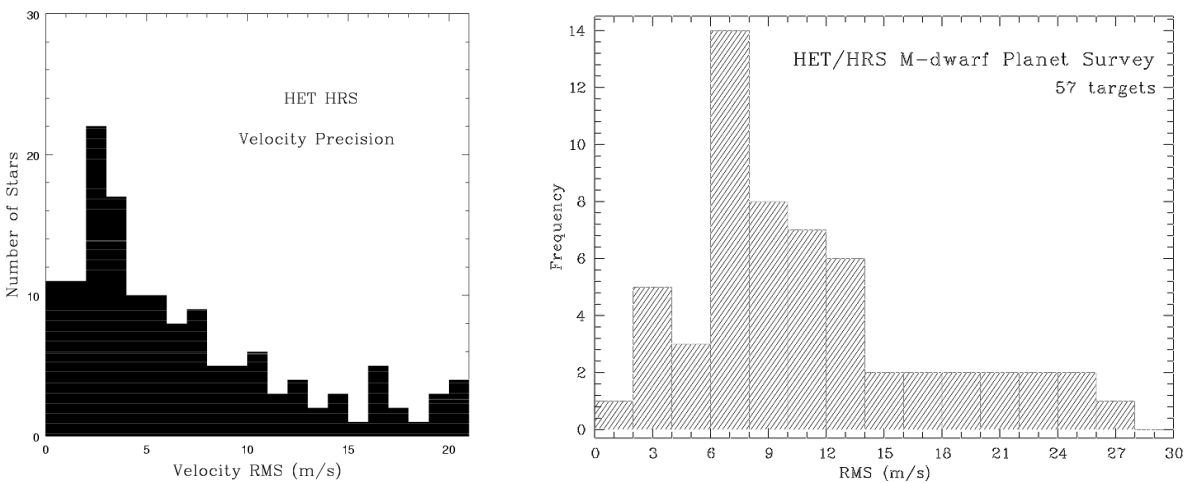 30
20
10
0
Number of Stars
HET HRS
Velocity Precision
0 5 10 15 20
Velocity RMS (m/s)
14
12
10
8
6
4
2
0
Frequency
HET/HRS M-dwarf Planet Survey
57 targets
0 3 6 9 12 15 18 21 24 27 30
RMS (m/s)